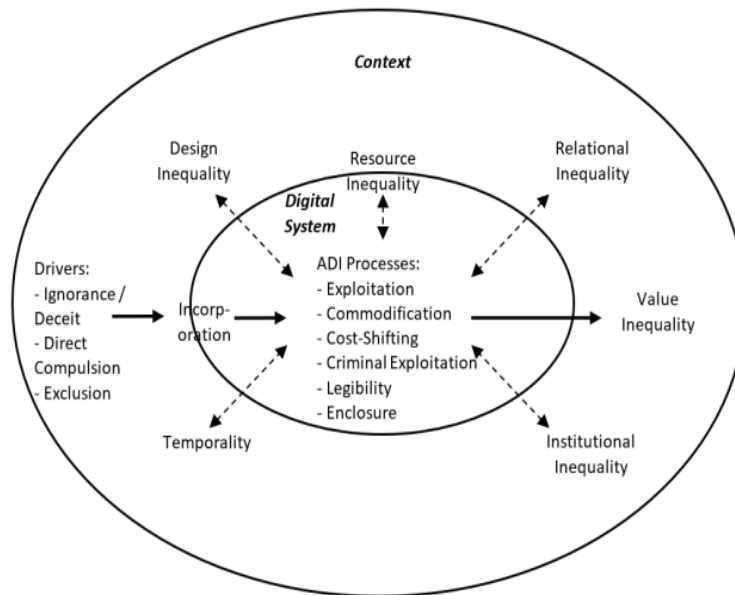 Context
Design
Inequality
Resource
Inequality
Relational
Inequality
Digital
System
Drivers:
- Ignorance /
Deceit
- Direct
Compulsion
- Exclusion
Incorp-
oration
ADI Processes:
- Exploitation
- Commodification
- Cost-Shifting
- Criminal Exploitation
- Legibility
- Enclosure
Value
Inequality
Temporality
Institutional
Inequality